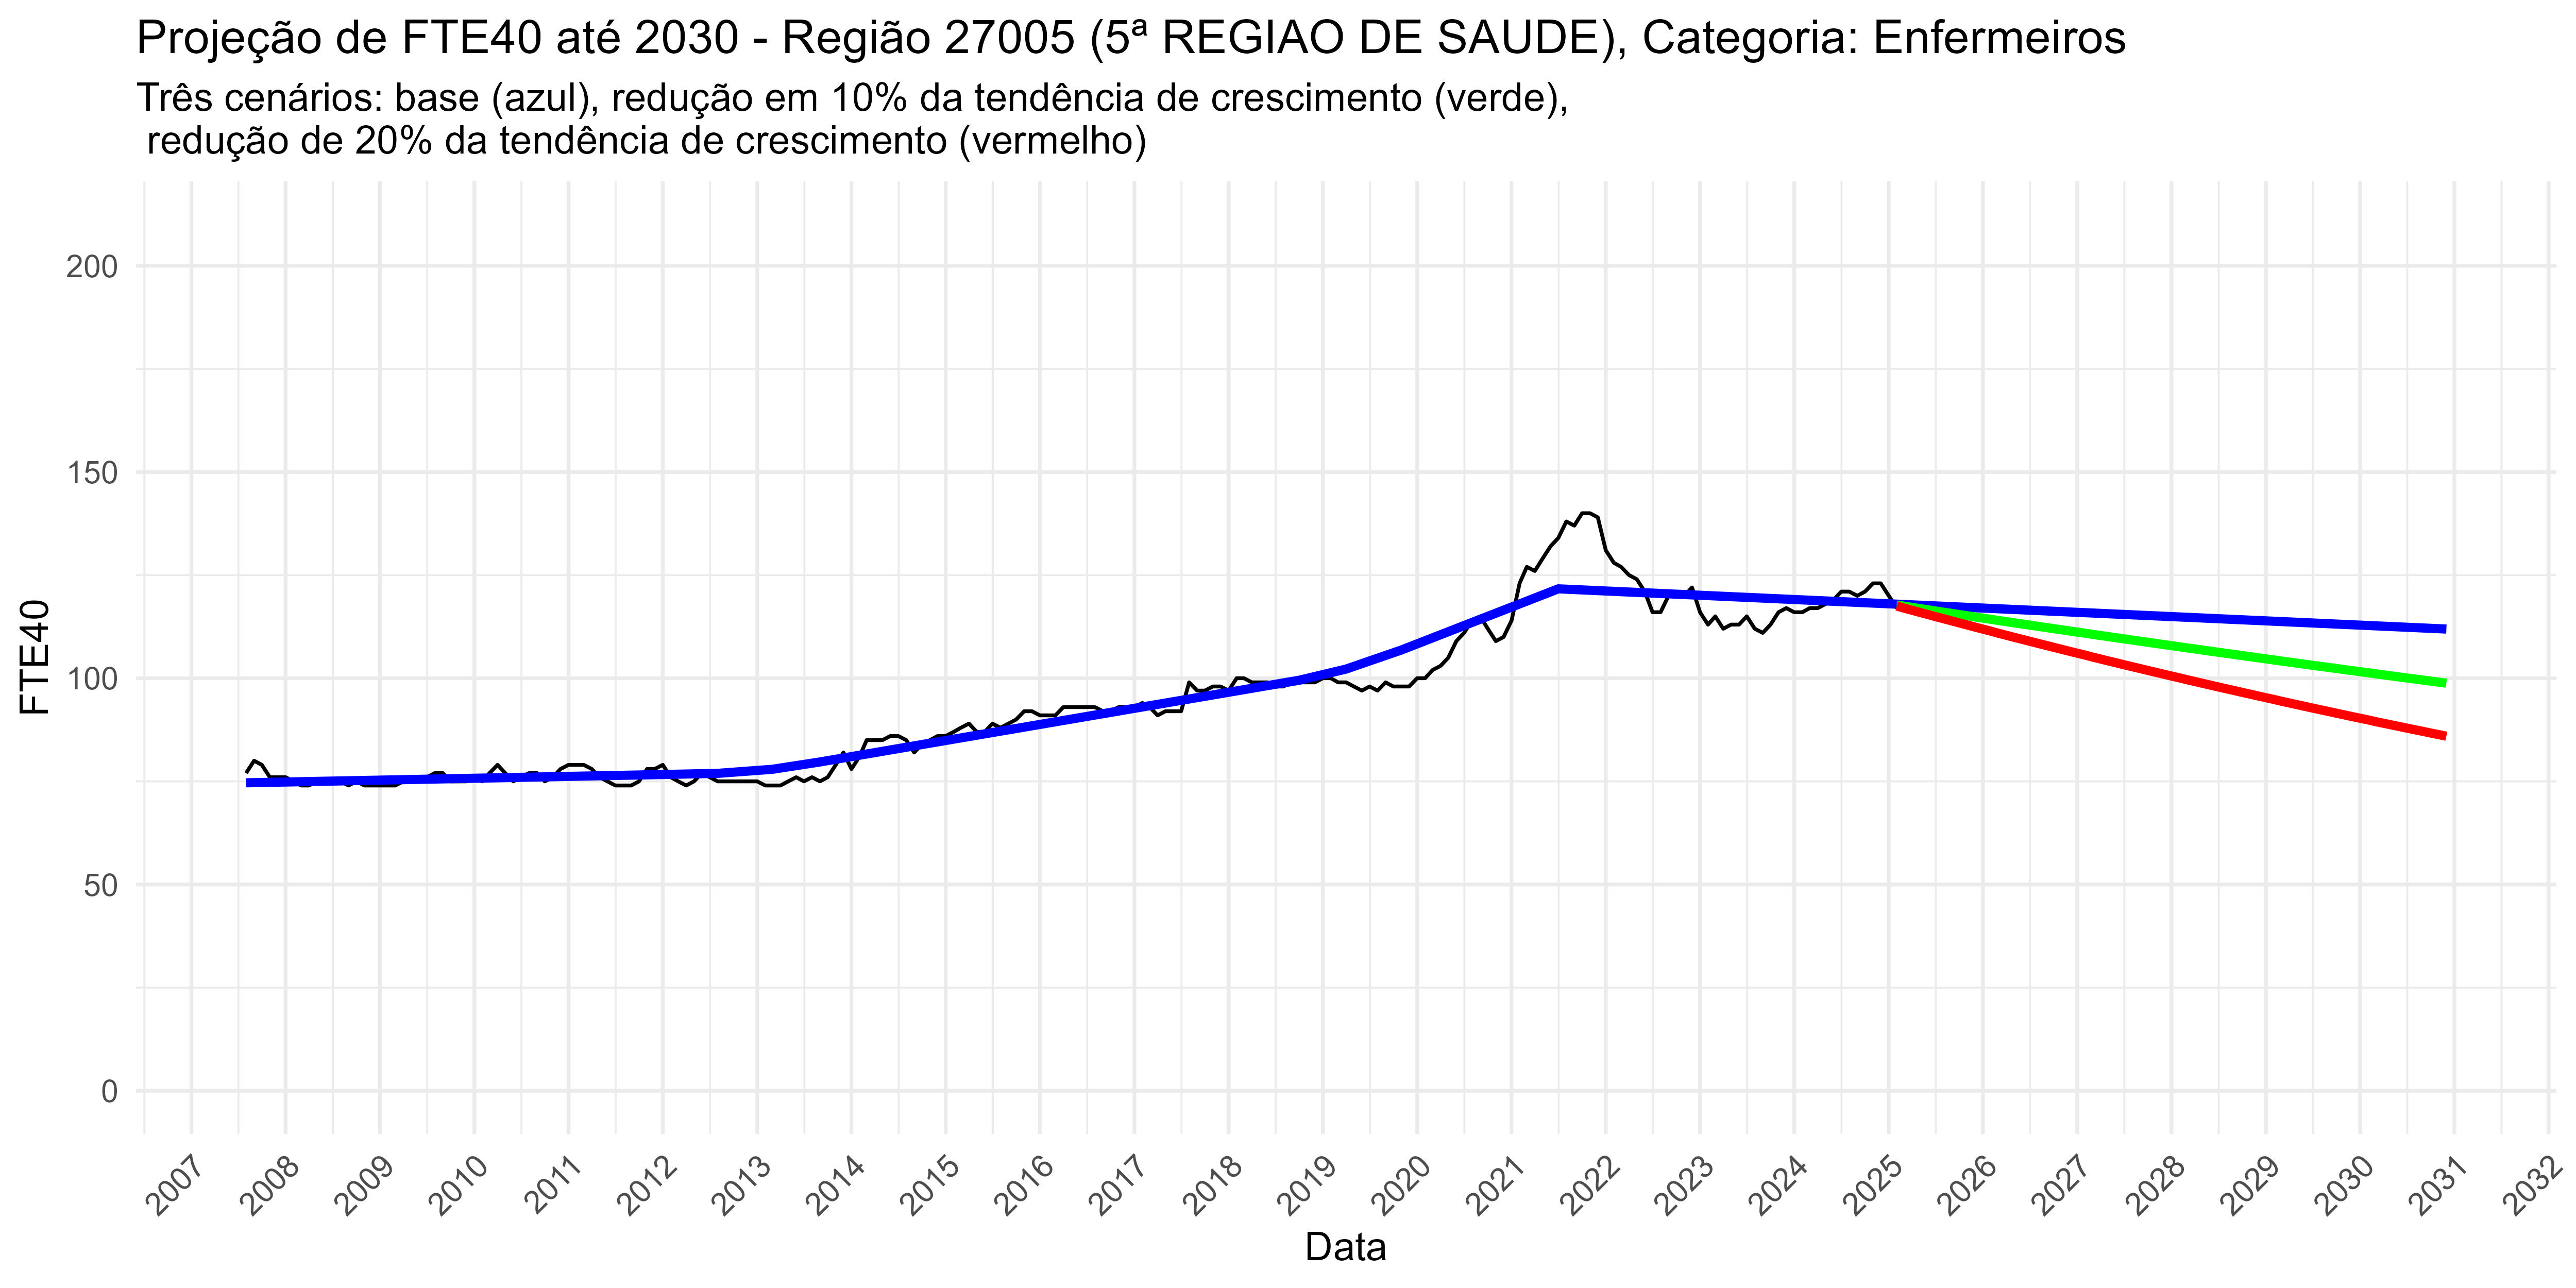 Projeção de FTE40 até 2030 - Região 27005 (5ª REGIAO DE SAUDE), Categoria: Enfermeiros
Três cenários: base (azul), redução em 10% da tendência de crescimento (verde),
redução de 20% da tendência de crescimento (vermelho)
FTE40
200
150
100
50
0
2007 2008 2009 2010 2011 2012 2013 2014 2015 2016 2017 2018 2019 2020 2021 2022 2023 2024 2025 2026 2027 2028 2029 2030 2031 2032
Data